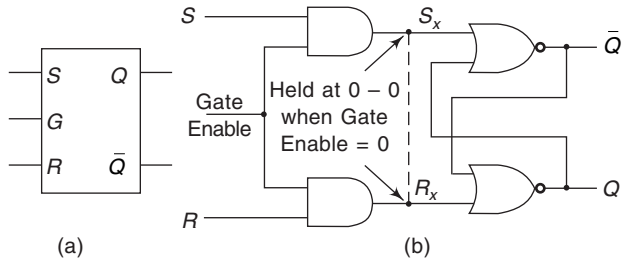 S
Q
G
R
Q̄
(a)
S
Gate
Enable
R
Held at 0 – 0
when Gate
Enable = 0
Sₓ
Rₓ
Q̄
Q
(b)